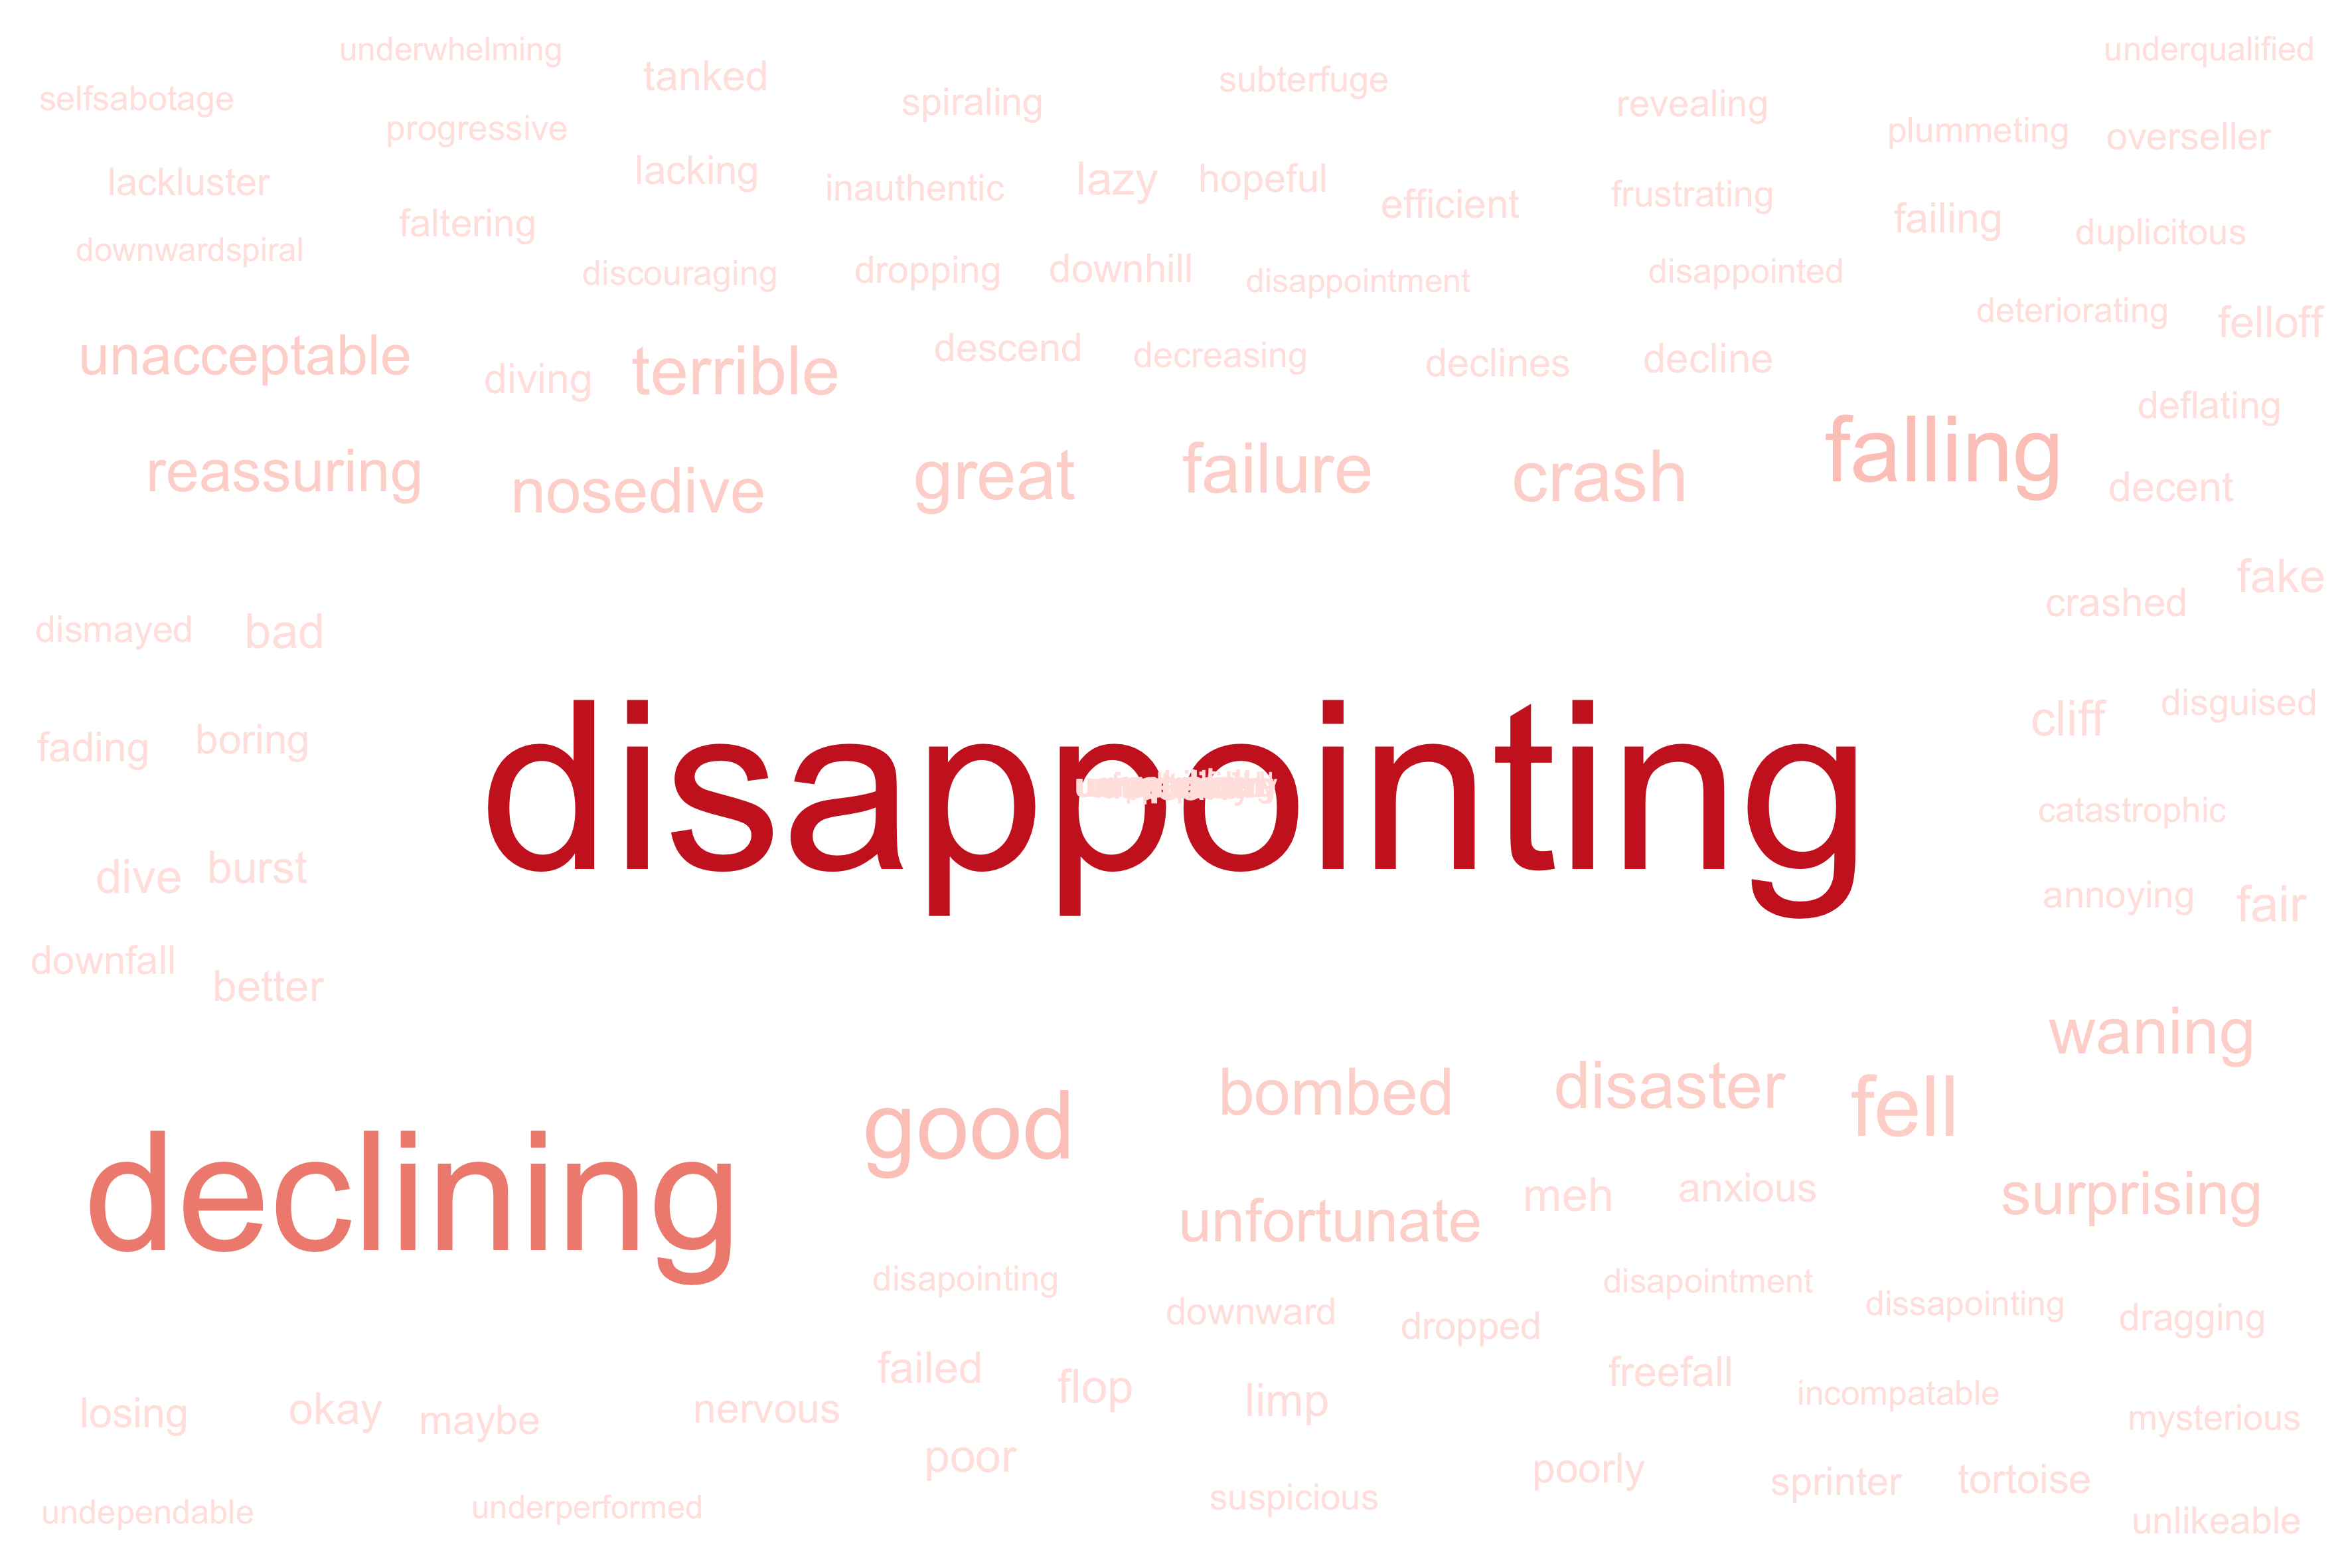 underwhelming
underqualified
tanked
subterfuge
selfsabotage
spiraling
revealing
progressive
plummeting
overseller
lackluster
lacking
inauthentic
lazy
hopeful
efficient
frustrating
faltering
failing
duplicitous
downwardspiral
discouraging
dropping
downhill
disappointment
disappointed
deteriorating
felloff
unacceptable
diving
terrible
descend
decreasing
declines
decline
deflating
reassuring
nosedive
great
failure
crash
falling
decent
dismayed
bad
crashed
fake
fading
boring
cliff
disguised
disappointing
catastrophic
dive
burst
annoying
fair
downfall
better
waning
declining
good
bombed
disaster
fell
unfortunate
meh
anxious
surprising
disapointing
downward
dropped
disapointment
dissapointing
dragging
failed
flop
limp
freefall
incompatable
mysterious
losing
okay
maybe
nervous
poor
suspicious
poorly
sprinter
tortoise
undependable
underperformed
unlikeable